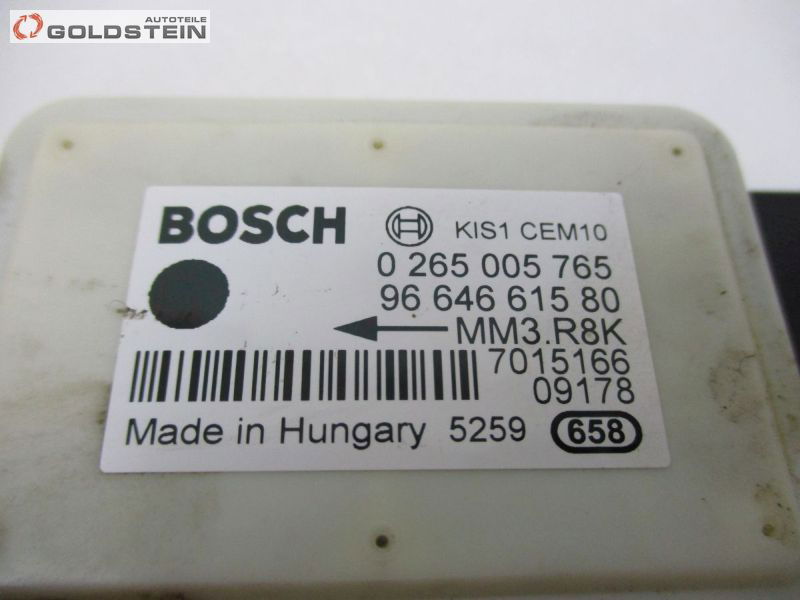 AUTOTEILE
GOLDSTEIN
BOSCH KIS1 CEM10
0 265 005 765
96 646 615 80
MM3.R8K
7015166
09178
Made in Hungary 5259 658